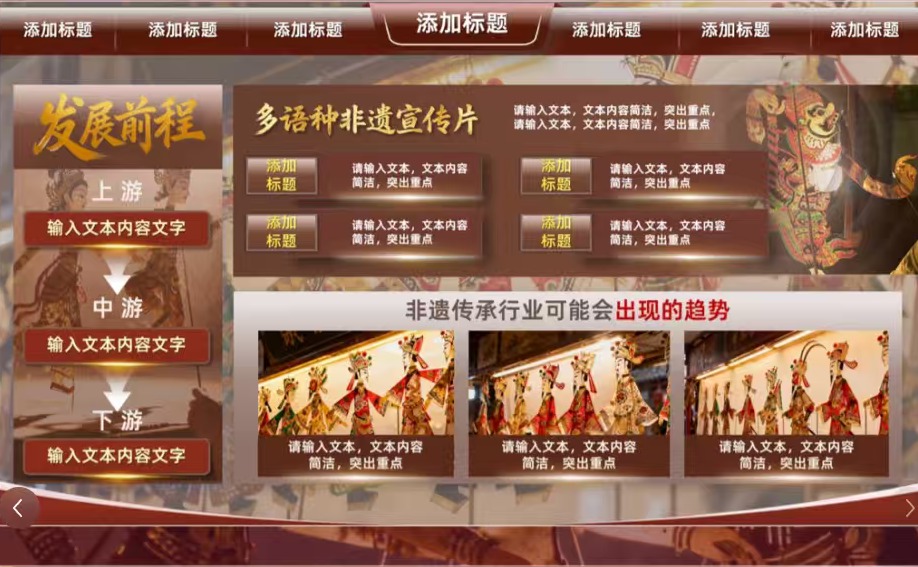 添加标题
添加标题
添加标题
添加标题
添加标题
添加标题
添加标题
发展前程
上游
输入文本内容文字
中游
输入文本内容文字
下游
输入文本内容文字
多语种非遗宣传片
请输入文本，文本内容简洁，突出重点，
请输入文本，文本内容简洁，突出重点
添加
标题
请输入文本，文本内容
简洁，突出重点
添加
标题
请输入文本，文本内容
简洁，突出重点
添加
标题
请输入文本，文本内容
简洁，突出重点
添加
标题
请输入文本，文本内容
简洁，突出重点
非遗传承行业可能会出现的趋势
请输入文本，文本内容
简洁，突出重点
请输入文本，文本内容
简洁，突出重点
请输入文本，文本内容
简洁，突出重点